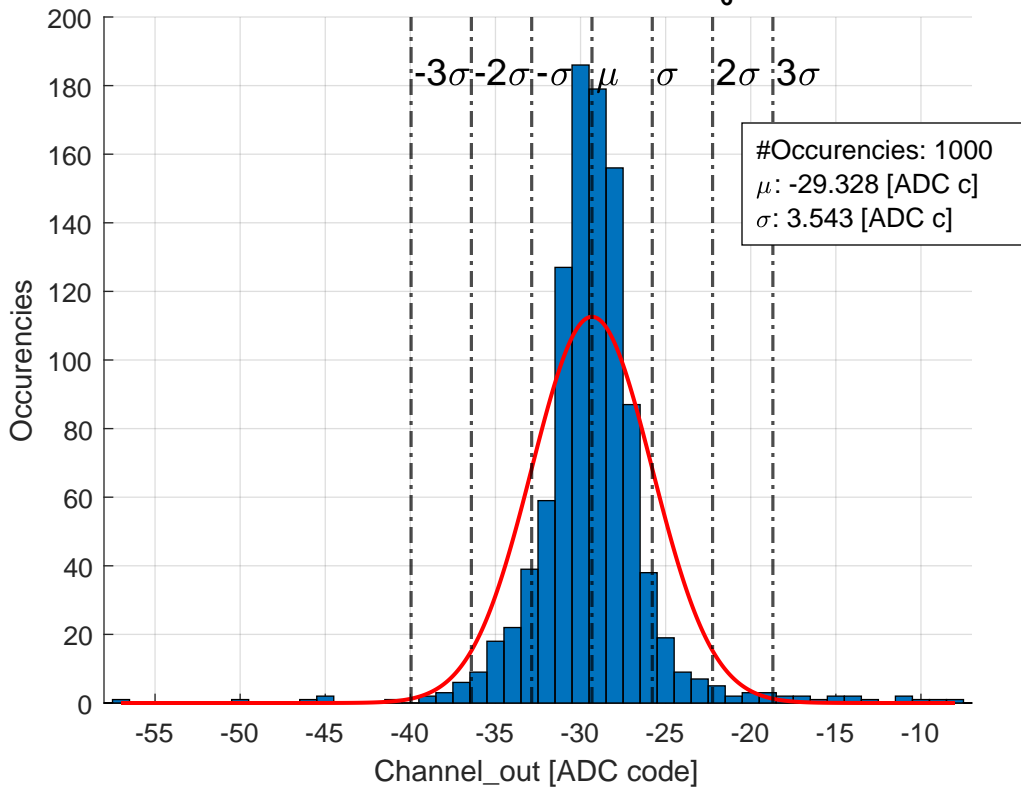 200
180
160
140
120
100
80
60
40
20
0
Occurencies
-3σ -2σ -σ μ σ 2σ 3σ
#Occurencies: 1000
μ: -29.328 [ADC c]
σ: 3.543 [ADC c]
-55 -50 -45 -40 -35 -30 -25 -20 -15 -10
Channel_out [ADC code]